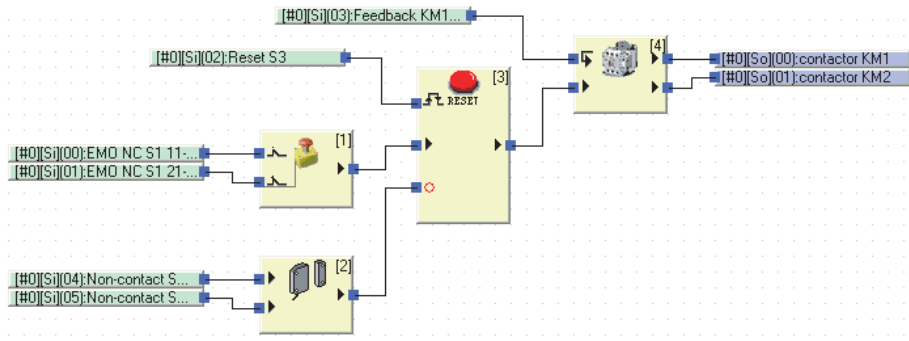 [#0][Si](03):Feedback KM1...
[4]
[#0][Si](02):Reset S3
[#0][So](00):contactor KM1
[#0][So](01):contactor KM2
[3]
RESET
[1]
[#0][Si](00):EMO NC S1 11-...
[#0][Si](01):EMO NC S1 21-...
[2]
[#0][Si](04):Non-contact S...
[#0][Si](05):Non-contact S...